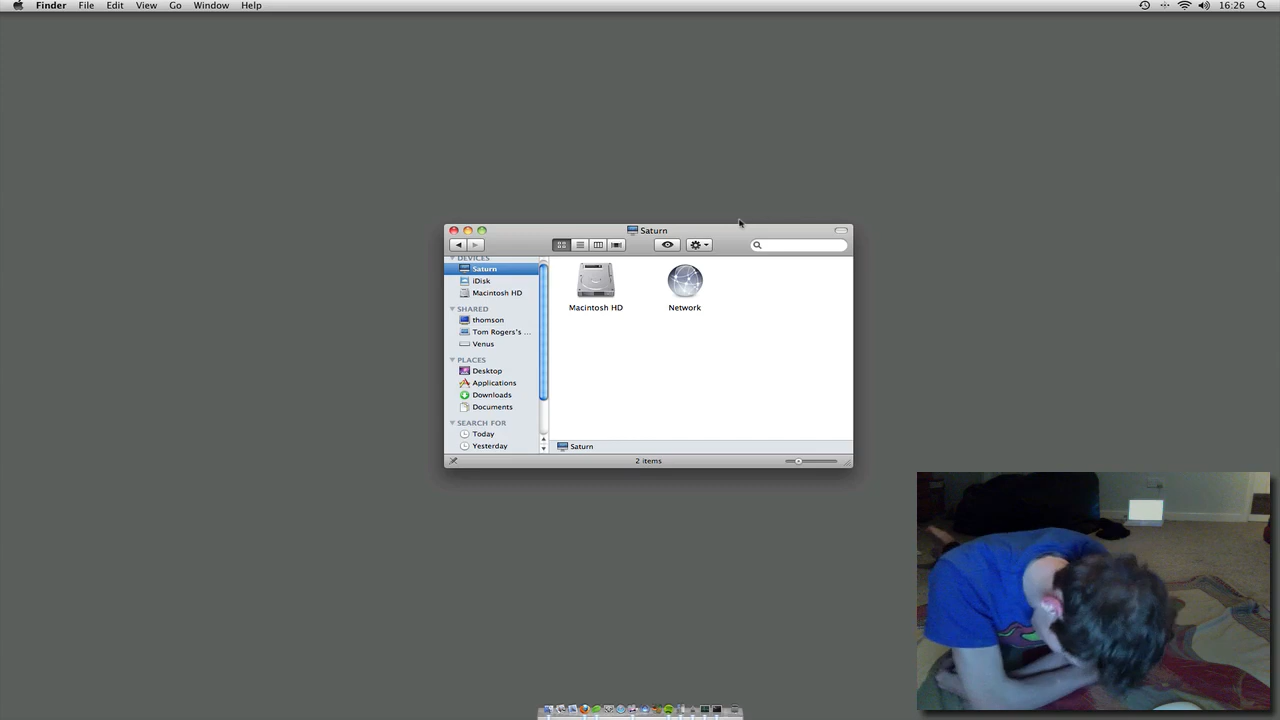 Finder File Edit View Go Window Help 16:26
Saturn
DEVICES
Saturn
iDisk
Macintosh HD
SHARED
thomson
Tom Rogers's ...
Venus
PLACES
Desktop
Applications
Downloads
Documents
SEARCH FOR
Today
Yesterday
Macintosh HD
Network
Saturn
2 items